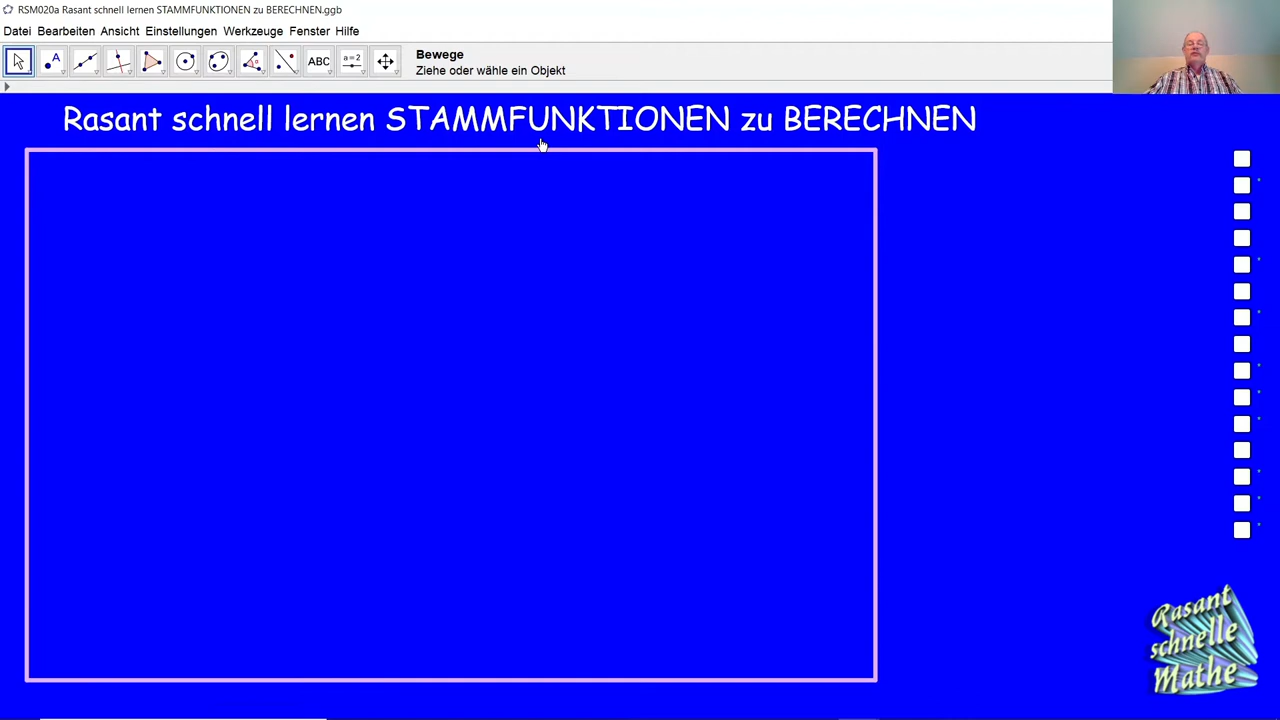 RSM020a Rasant schnell lernen STAMMFUNKTIONEN zu BERECHNEN.ggb
Datei Bearbeiten Ansicht Einstellungen Werkzeuge Fenster Hilfe
A
ABC
a=2
Bewege
Ziehe oder wähle ein Objekt
Rasant schnell lernen STAMMFUNKTIONEN zu BERECHNEN
Rasant
schnelle
Mathe